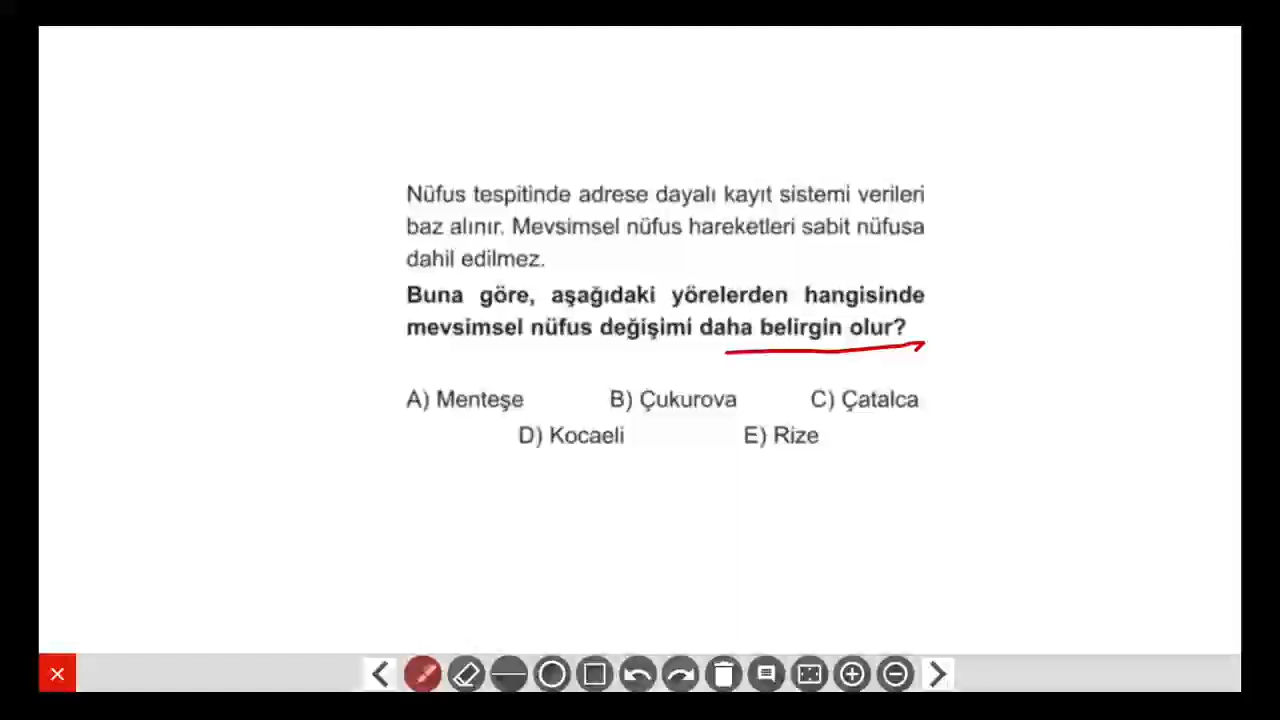 Nüfus tespitinde adrese dayalı kayıt sistemi verileri
baz alınır. Mevsimsel nüfus hareketleri sabit nüfusa
dahil edilmez.
Buna göre, aşağıdaki yörelerden hangisinde
mevsimsel nüfus değişimi daha belirgin olur?
A) Menteşe B) Çukurova C) Çatalca
D) Kocaeli E) Rize